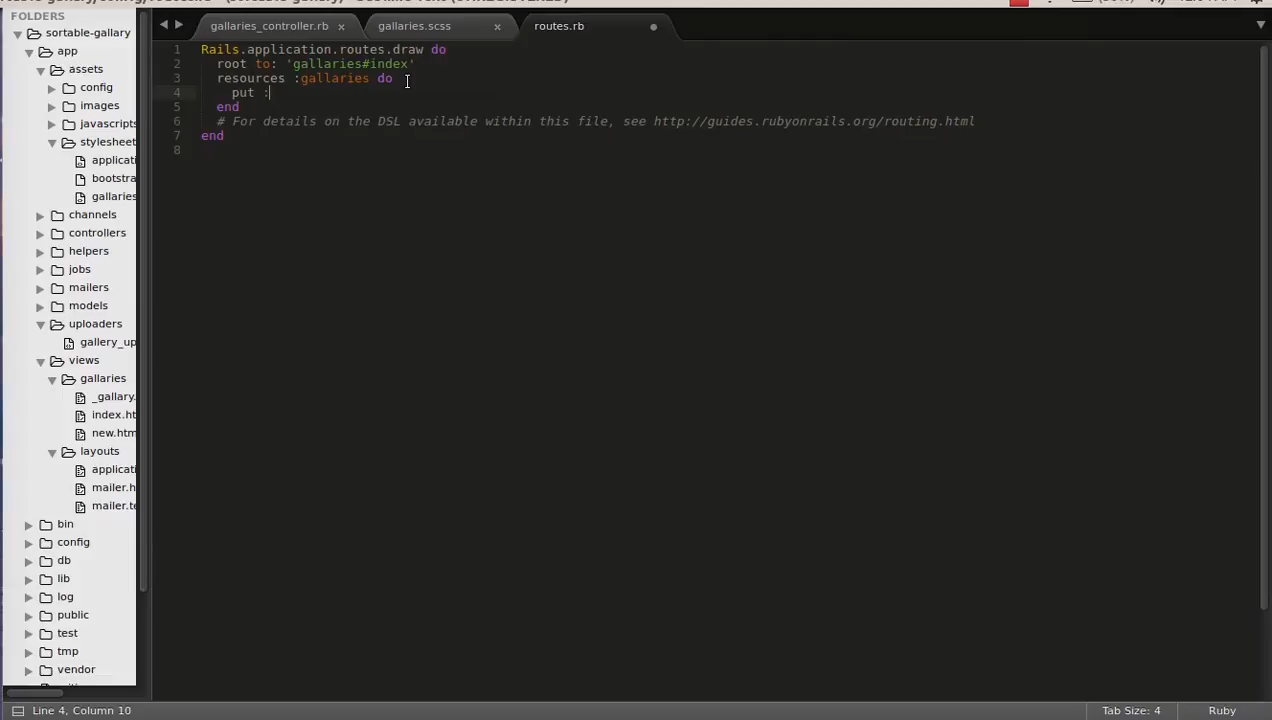 FOLDERS
sortable-gallary
app
assets
config
images
javascripts
stylesheet
applicati
bootstra
gallaries
channels
controllers
helpers
jobs
mailers
models
uploaders
gallery_up
views
gallaries
_gallary.
index.ht
new.htm
layouts
applicati
mailer.h
mailer.te
bin
config
db
lib
log
public
test
tmp
vendor
gallaries_controller.rb × gallaries.scss × routes.rb
1 Rails.application.routes.draw do
2 root to: 'gallaries#index'
3 resources :gallaries do
4 put :
5 end
6 # For details on the DSL available within this file, see http://guides.rubyonrails.org/routing.html
7 end
8
Line 4, Column 10 Tab Size: 4 Ruby